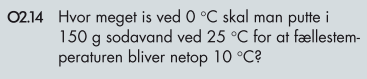 O2.14 Hvor meget is ved 0 °C skal man putte i
150 g sodavand ved 25 °C for at fællestem-
peraturen bliver netop 10 °C?